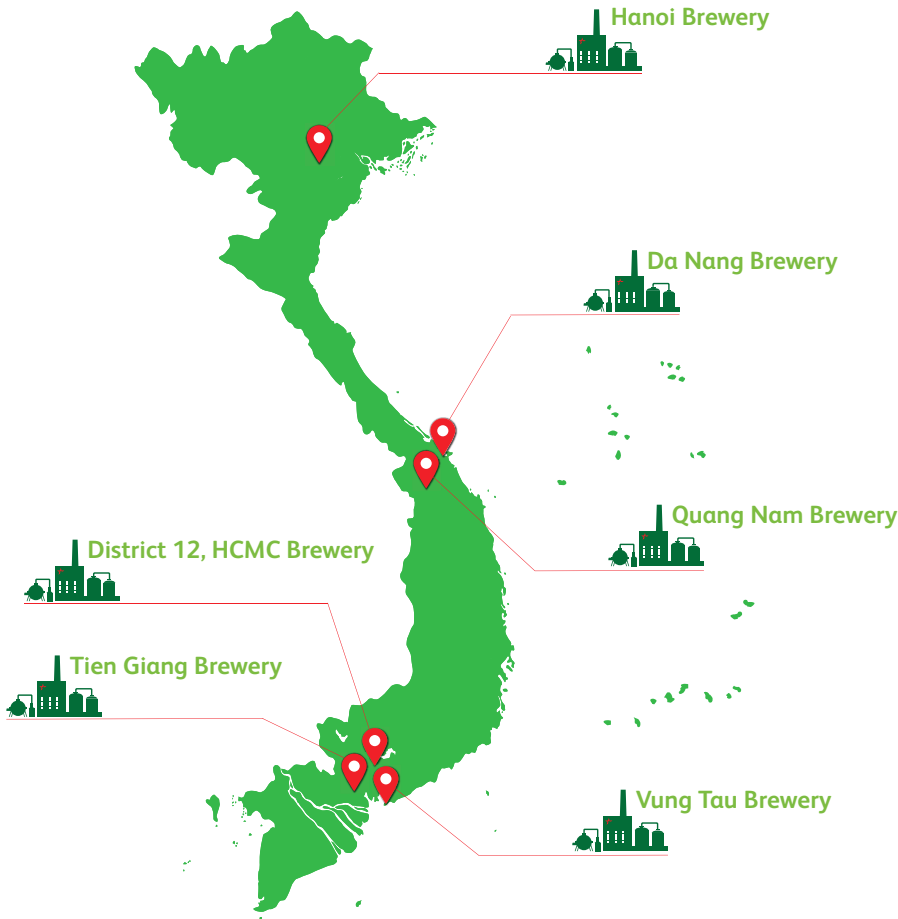 Hanoi Brewery
Da Nang Brewery
Quang Nam Brewery
District 12, HCMC Brewery
Tien Giang Brewery
Vung Tau Brewery